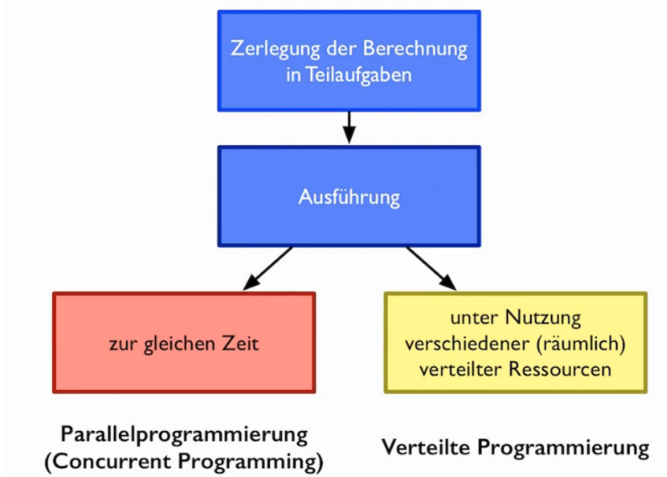 Zerlegung der Berechnung
in Teilaufgaben
Ausführung
zur gleichen Zeit
unter Nutzung
verschiedener (räumlich)
verteilter Ressourcen
Parallelprogrammierung
(Concurrent Programming)
Verteilte Programmierung